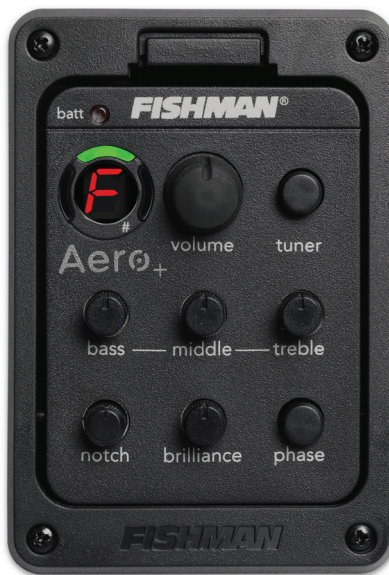 batt FISHMAN®
F
#
volume tuner
Aero+
bass middle treble
notch brilliance phase
FISHMAN